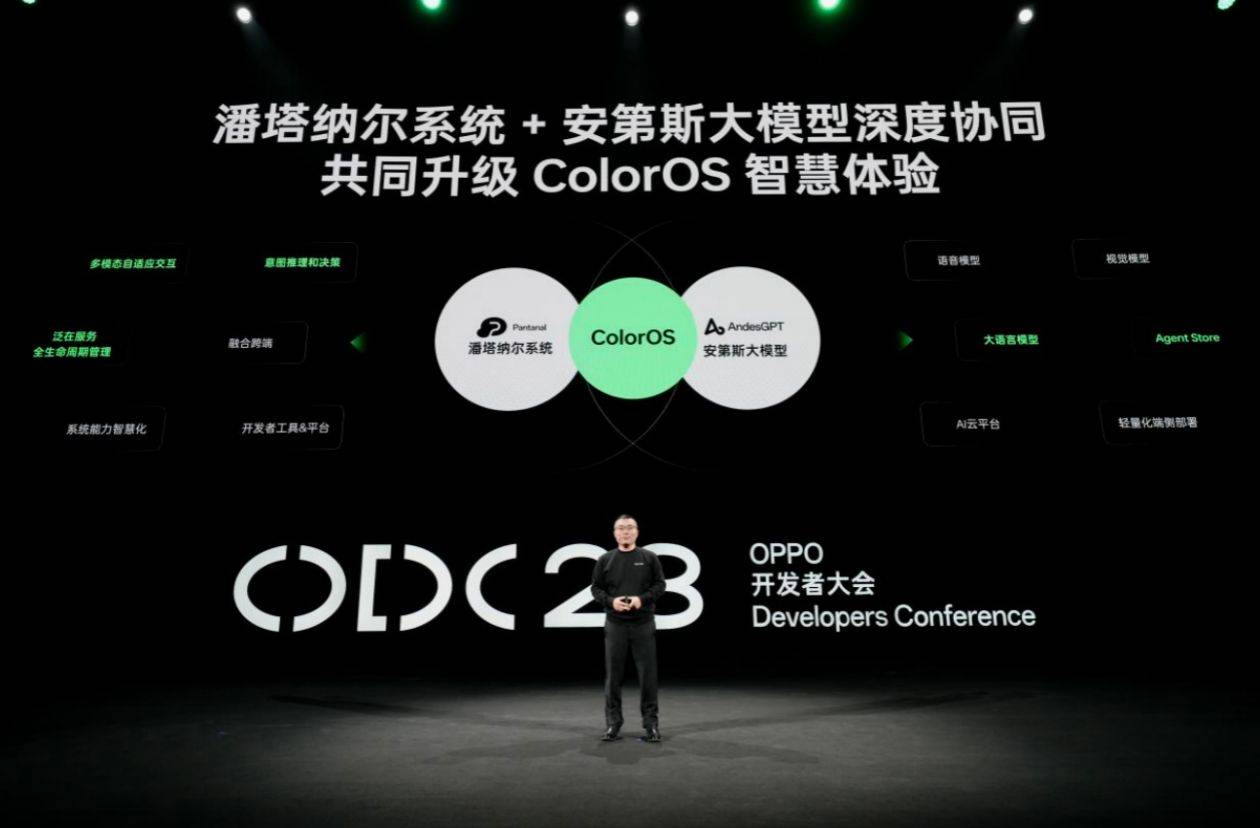 潘塔纳尔系统 + 安第斯大模型深度协同
共同升级 ColorOS 智慧体验
多模态自适应交互
意图推理和决策
泛在服务
全生命周期管理
融合跨端
系统能力智慧化
开发者工具&平台
Pantanal
潘塔纳尔系统
ColorOS
AndesGPT
安第斯大模型
语音模型
视觉模型
大语言模型
Agent Store
AI云平台
轻量化端侧部署
ODC23
OPPO
开发者大会
Developers Conference